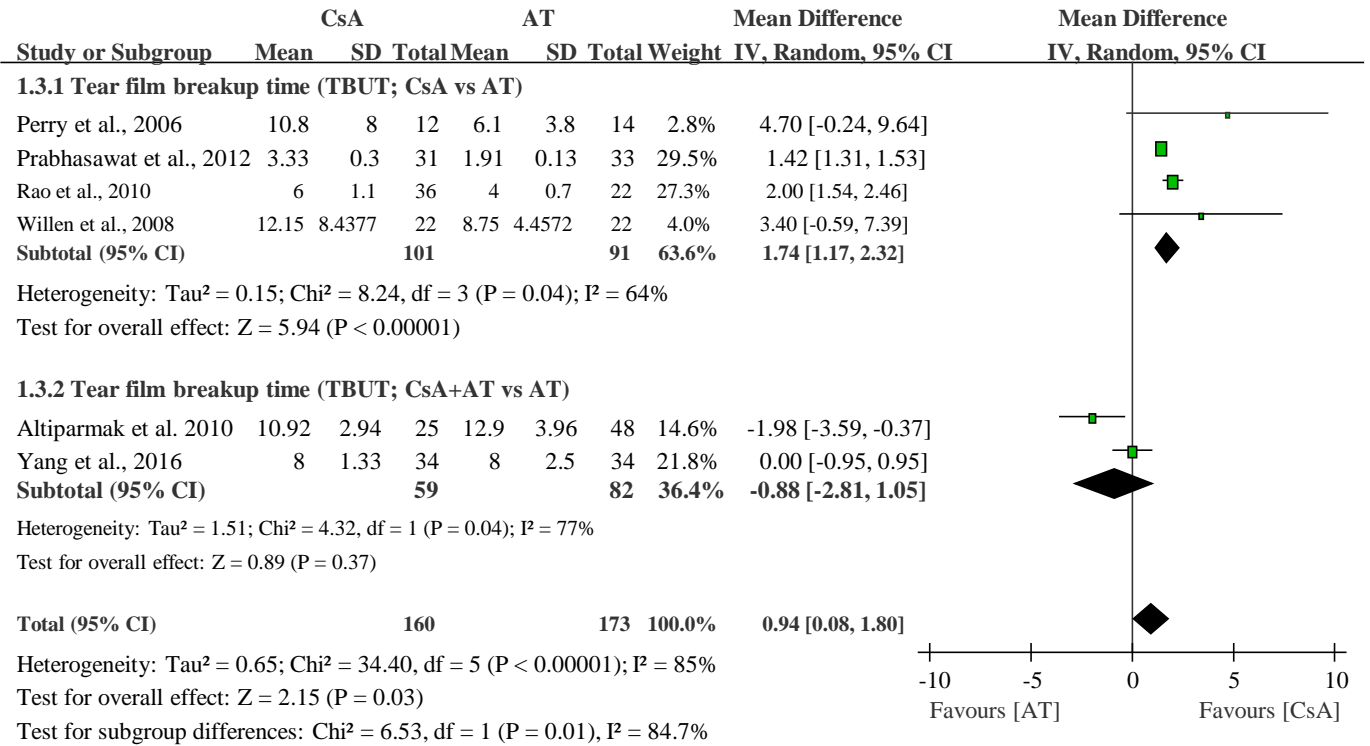 CsA AT Mean Difference Mean Difference
Study or Subgroup Mean SD Total Mean SD Total Weight IV, Random, 95% CI IV, Random, 95% CI
1.3.1 Tear film breakup time (TBUT; CsA vs AT)
Perry et al., 2006 10.8 8 12 6.1 3.8 14 2.8% 4.70 [-0.24, 9.64]
Prabhasawat et al., 2012 3.33 0.3 31 1.91 0.13 33 29.5% 1.42 [1.31, 1.53]
Rao et al., 2010 6 1.1 36 4 0.7 22 27.3% 2.00 [1.54, 2.46]
Willen et al., 2008 12.15 8.4377 22 8.75 4.4572 22 4.0% 3.40 [-0.59, 7.39]
Subtotal (95% CI) 101 91 63.6% 1.74 [1.17, 2.32]
Heterogeneity: Tau² = 0.15; Chi² = 8.24, df = 3 (P = 0.04); I² = 64%
Test for overall effect: Z = 5.94 (P < 0.00001)
1.3.2 Tear film breakup time (TBUT; CsA+AT vs AT)
Altiparmak et al. 2010 10.92 2.94 25 12.9 3.96 48 14.6% -1.98 [-3.59, -0.37]
Yang et al., 2016 8 1.33 34 8 2.5 34 21.8% 0.00 [-0.95, 0.95]
Subtotal (95% CI) 59 82 36.4% -0.88 [-2.81, 1.05]
Heterogeneity: Tau² = 1.51; Chi² = 4.32, df = 1 (P = 0.04); I² = 77%
Test for overall effect: Z = 0.89 (P = 0.37)
Total (95% CI) 160 173 100.0% 0.94 [0.08, 1.80]
Heterogeneity: Tau² = 0.65; Chi² = 34.40, df = 5 (P < 0.00001); I² = 85%
Test for overall effect: Z = 2.15 (P = 0.03)
Test for subgroup differences: Chi² = 6.53, df = 1 (P = 0.01), I² = 84.7%
-10 -5 0 5 10
Favours [AT] Favours [CsA]